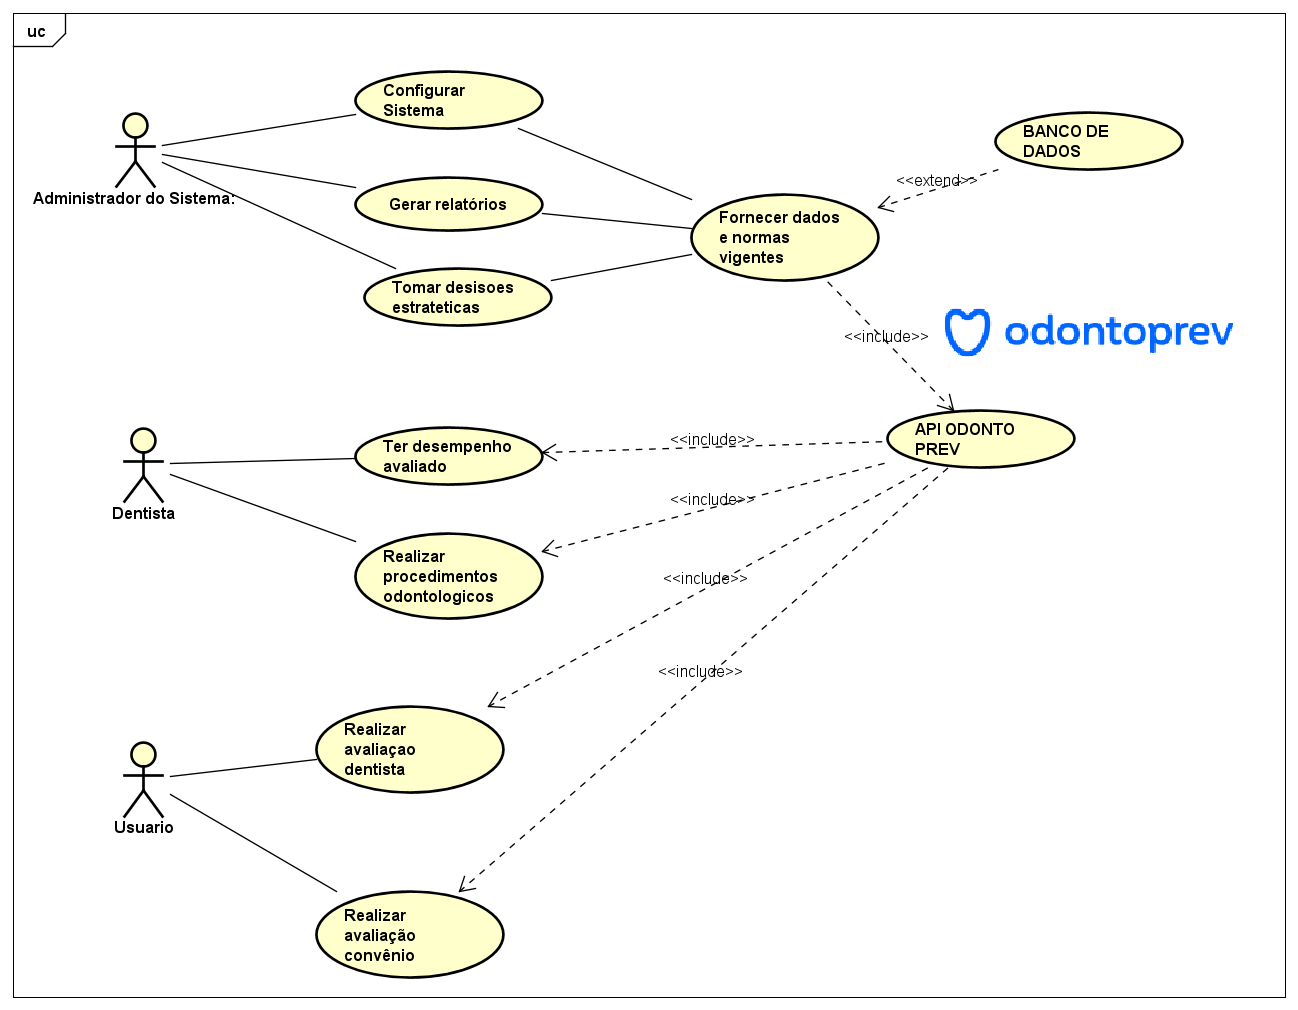 uc
Configurar
Sistema
BANCO DE
DADOS
<<extend>>
Administrador do Sistema:
Gerar relatórios
Fornecer dados
e normas
vigentes
Tomar desisoes
estrateticas
<<include>>
odontoprev
API ODONTO
PREV
Ter desempenho
avaliado
<<include>>
Dentista
<<include>>
Realizar
procedimentos
odontologicos
<<include>>
<<include>>
Realizar
avaliaçao
dentista
Usuario
Realizar
avaliação
convênio